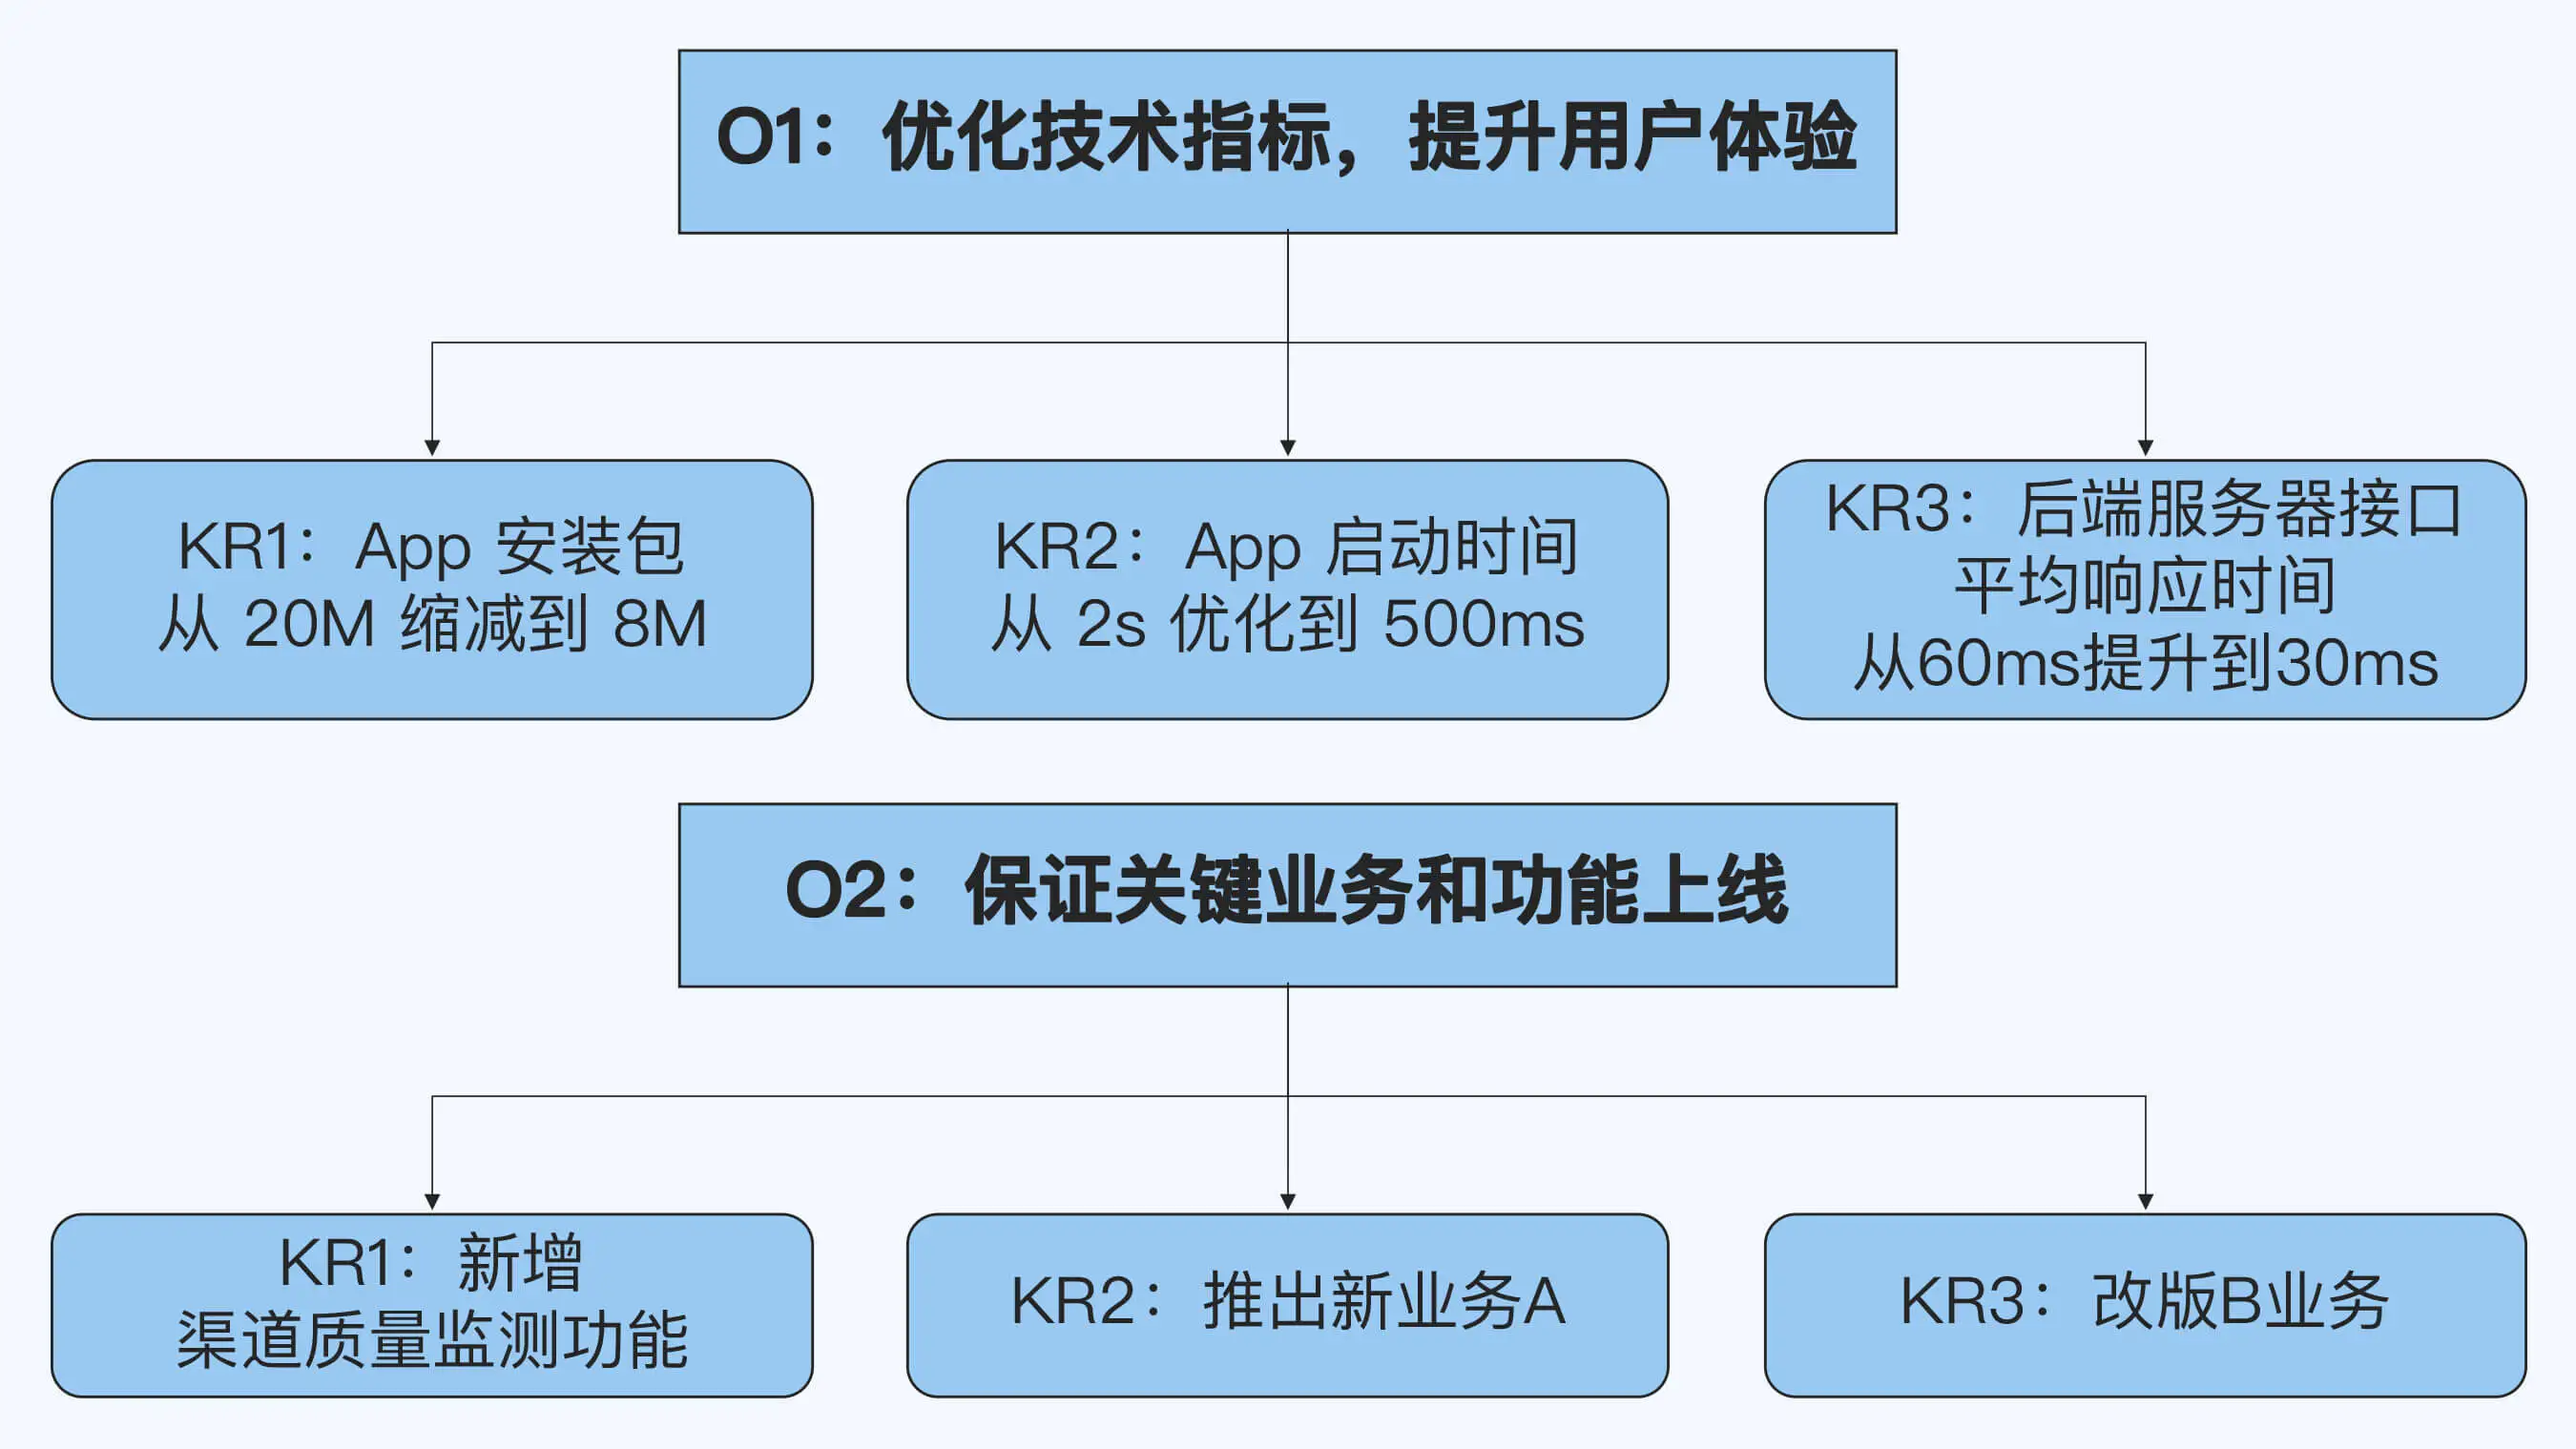 O1：优化技术指标，提升用户体验
KR1：App 安装包
从 20M 缩减到 8M
KR2：App 启动时间
从 2s 优化到 500ms
KR3：后端服务器接口
平均响应时间
从60ms提升到30ms
O2：保证关键业务和功能上线
KR1：新增
渠道质量监测功能
KR2：推出新业务A
KR3：改版B业务